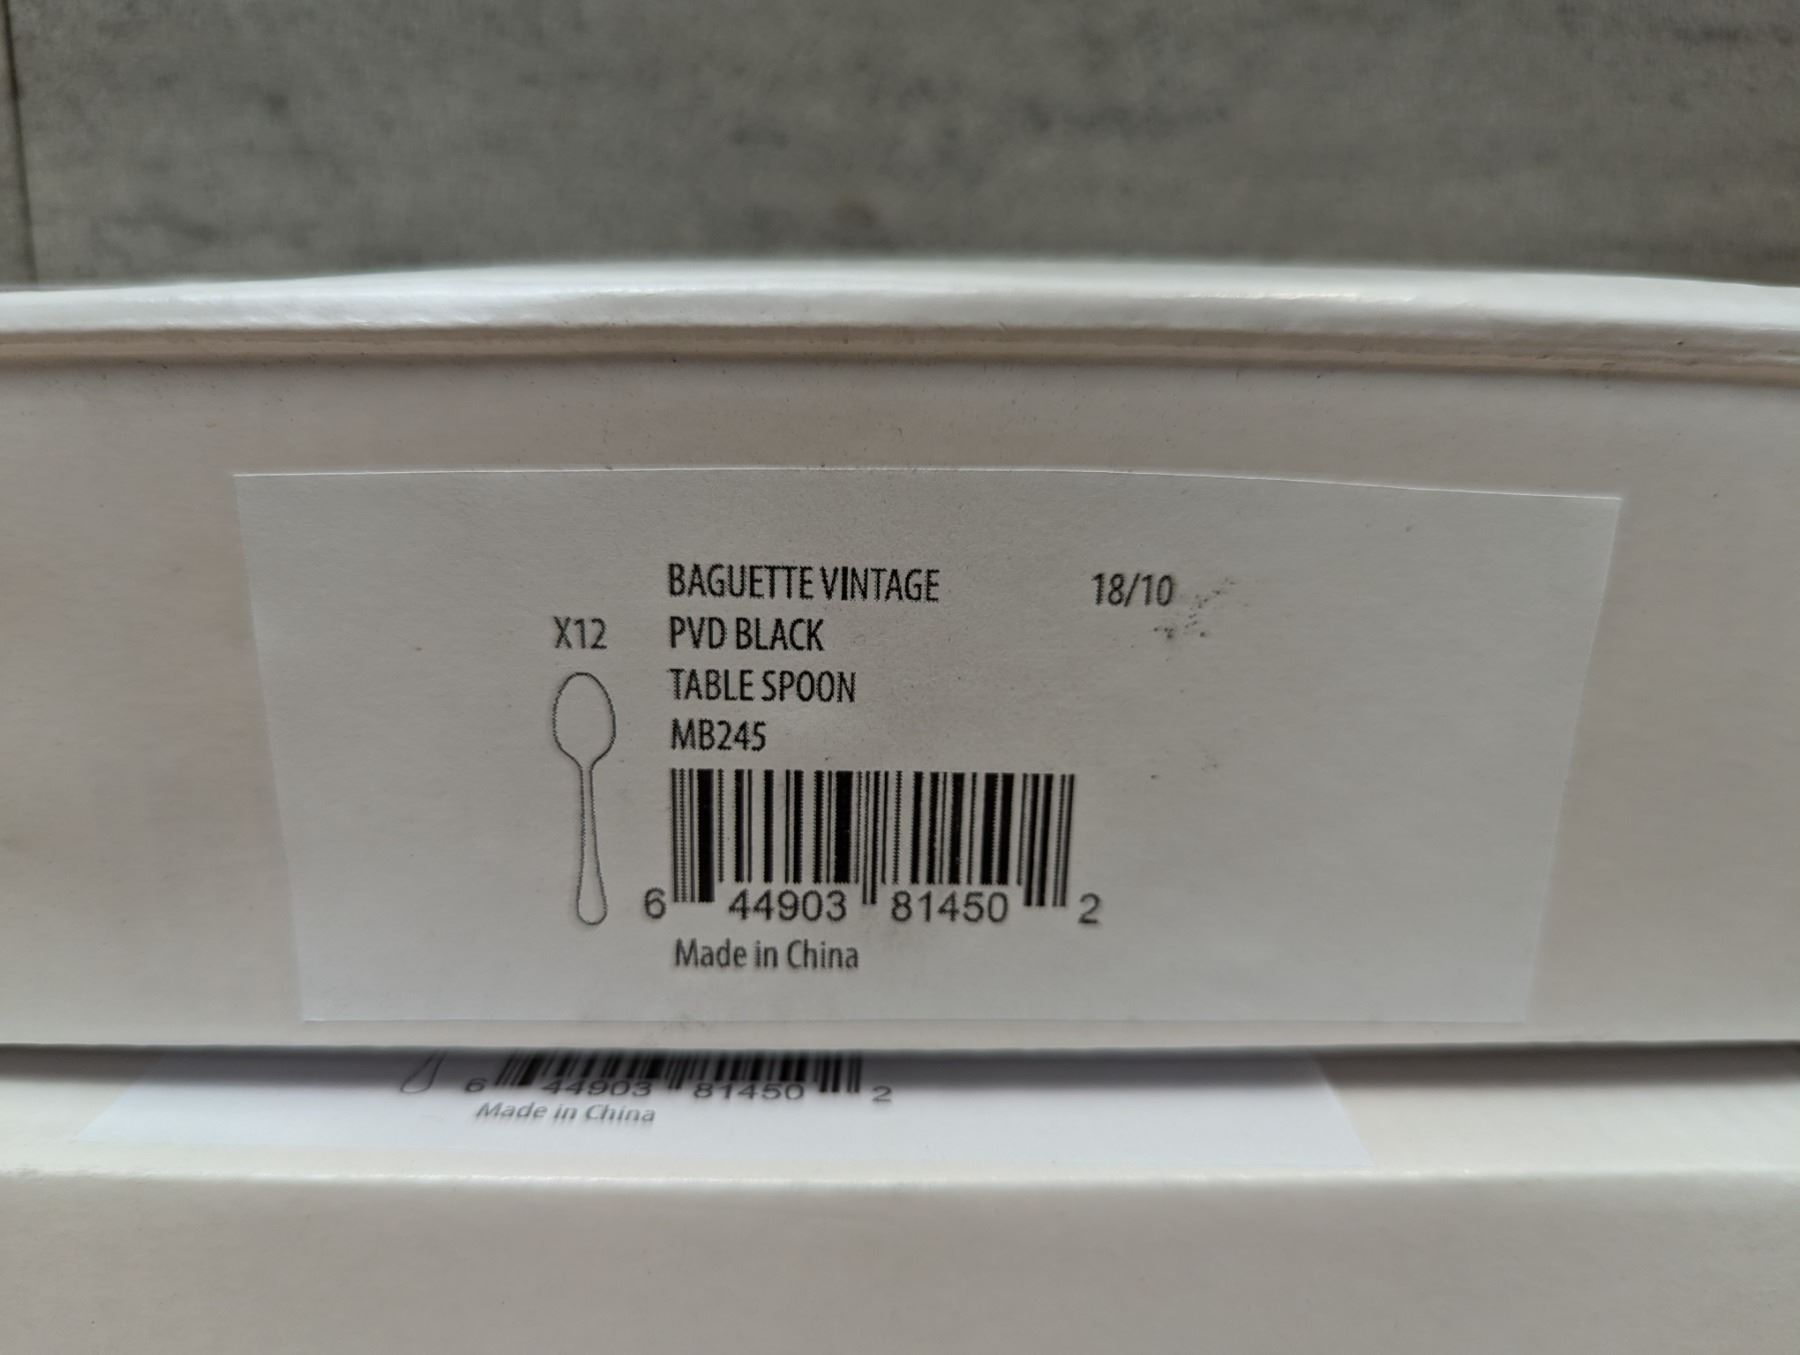 BAGUETTE VINTAGE 18/10
X12 PVD BLACK
TABLE SPOON
MB245
6 44903 81450 2
Made in China
6 44903 81450 2
Made in China